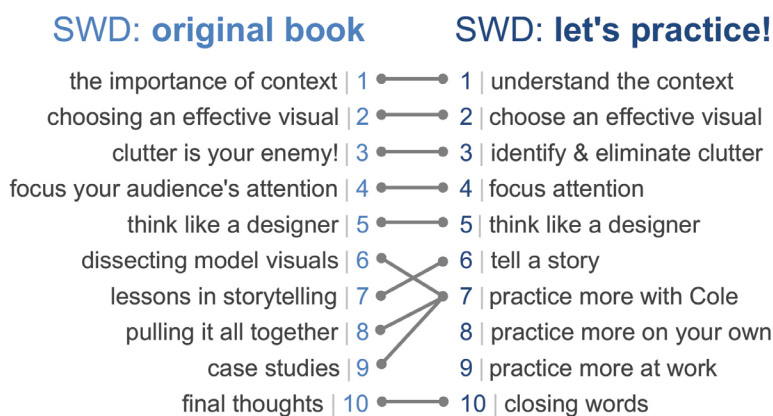 SWD: original book SWD: let's practice!
the importance of context | 1 1 | understand the context
choosing an effective visual | 2 2 | choose an effective visual
clutter is your enemy! | 3 3 | identify & eliminate clutter
focus your audience's attention | 4 4 | focus attention
think like a designer | 5 5 | think like a designer
dissecting model visuals | 6 6 | tell a story
lessons in storytelling | 7 7 | practice more with Cole
pulling it all together | 8 8 | practice more on your own
case studies | 9 9 | practice more at work
final thoughts | 10 10 | closing words